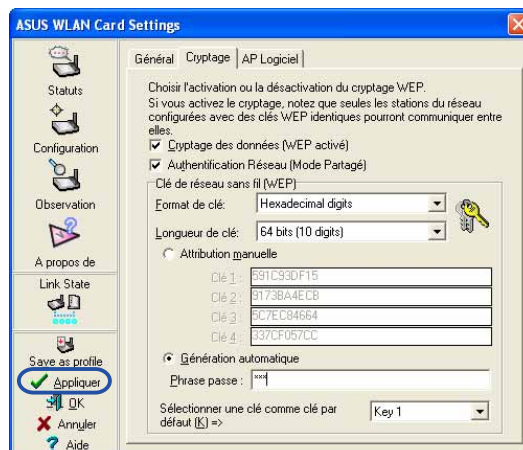 ASUS WLAN Card Settings
Statuts
Configuration
Observation
A propos de
Link State
Save as profile
Appliquer
OK
Annuler
Aide
Général
Cryptage
AP Logiciel
Choisir l'activation ou la désactivation du cryptage WEP.
Si vous activez le cryptage, notez que seules les stations du réseau
configurées avec des clés WEP identiques pourront communiquer entre
elles.
Cryptage des données (WEP activé)
Authentification Réseau (Mode Partagé)
Clé de réseau sans fil (WEP)
Format de clé: Hexadecimal digits
Longueur de clé: 64 bits (10 digits)
Attribution manuelle
Clé 1 : 591C93DF15
Clé 2 : 9173BA4ECB
Clé 3 : 5C7EC84664
Clé 4 : 337CF057CC
Génération automatique
Phrase passe : ***
Sélectionner une clé comme clé par
défaut (K) => Key 1